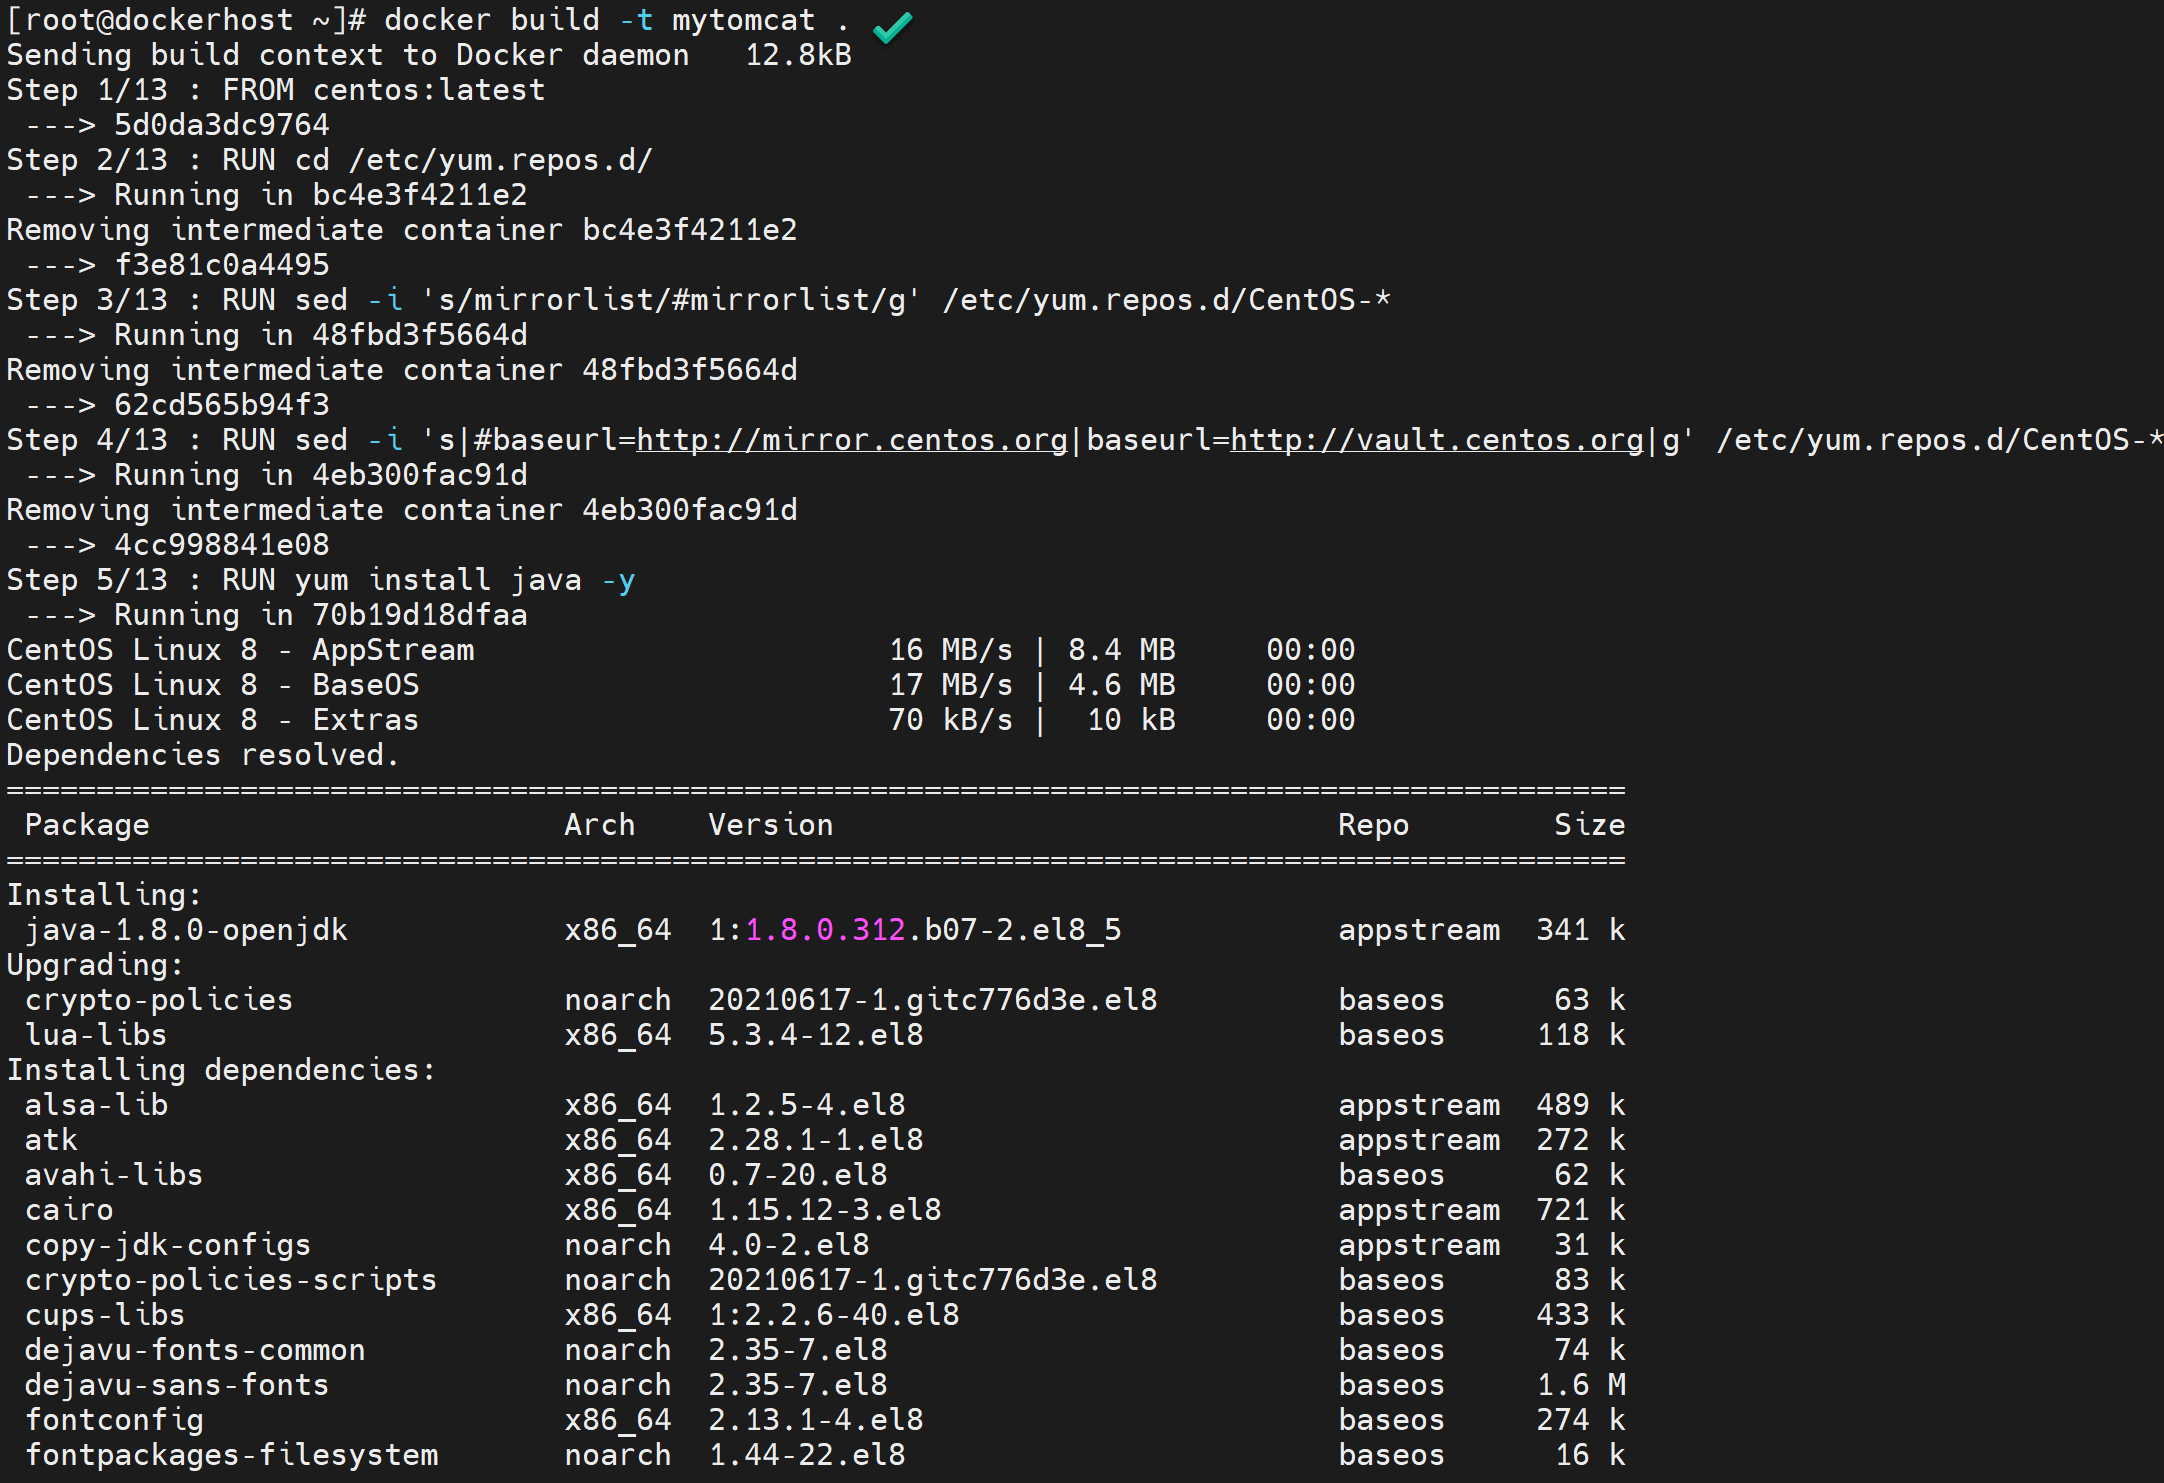 [root@dockerhost ~]# docker build -t mytomcat .
Sending build context to Docker daemon   12.8kB
Step 1/13 : FROM centos:latest
 ---> 5d0da3dc9764
Step 2/13 : RUN cd /etc/yum.repos.d/
 ---> Running in bc4e3f4211e2
Removing intermediate container bc4e3f4211e2
 ---> f3e81c0a4495
Step 3/13 : RUN sed -i 's/mirrorlist/#mirrorlist/g' /etc/yum.repos.d/CentOS-*
 ---> Running in 48fbd3f5664d
Removing intermediate container 48fbd3f5664d
 ---> 62cd565b94f3
Step 4/13 : RUN sed -i 's|#baseurl=http://mirror.centos.org|baseurl=http://vault.centos.org|g' /etc/yum.repos.d/CentOS-*
 ---> Running in 4eb300fac91d
Removing intermediate container 4eb300fac91d
 ---> 4cc998841e08
Step 5/13 : RUN yum install java -y
 ---> Running in 70b19d18dfaa
CentOS Linux 8 - AppStream                       16 MB/s | 8.4 MB     00:00
CentOS Linux 8 - BaseOS                          17 MB/s | 4.6 MB     00:00
CentOS Linux 8 - Extras                          70 kB/s |  10 kB     00:00
Dependencies resolved.
==========================================================================================
 Package                       Arch    Version                            Repo        Size
==========================================================================================
Installing:
 java-1.8.0-openjdk            x86_64  1:1.8.0.312.b07-2.el8_5            appstream  341 k
Upgrading:
 crypto-policies               noarch  20210617-1.gitc776d3e.el8          baseos      63 k
 lua-libs                      x86_64  5.3.4-12.el8                       baseos     118 k
Installing dependencies:
 alsa-lib                      x86_64  1.2.5-4.el8                        appstream  489 k
 atk                           x86_64  2.28.1-1.el8                       appstream  272 k
 avahi-libs                    x86_64  0.7-20.el8                         baseos      62 k
 cairo                         x86_64  1.15.12-3.el8                      appstream  721 k
 copy-jdk-configs              noarch  4.0-2.el8                          appstream   31 k
 crypto-policies-scripts       noarch  20210617-1.gitc776d3e.el8          baseos      83 k
 cups-libs                     x86_64  1:2.2.6-40.el8                     baseos     433 k
 dejavu-fonts-common           noarch  2.35-7.el8                         baseos      74 k
 dejavu-sans-fonts             noarch  2.35-7.el8                         baseos     1.6 M
 fontconfig                    x86_64  2.13.1-4.el8                       baseos     274 k
 fontpackages-filesystem       noarch  1.44-22.el8                        baseos      16 k